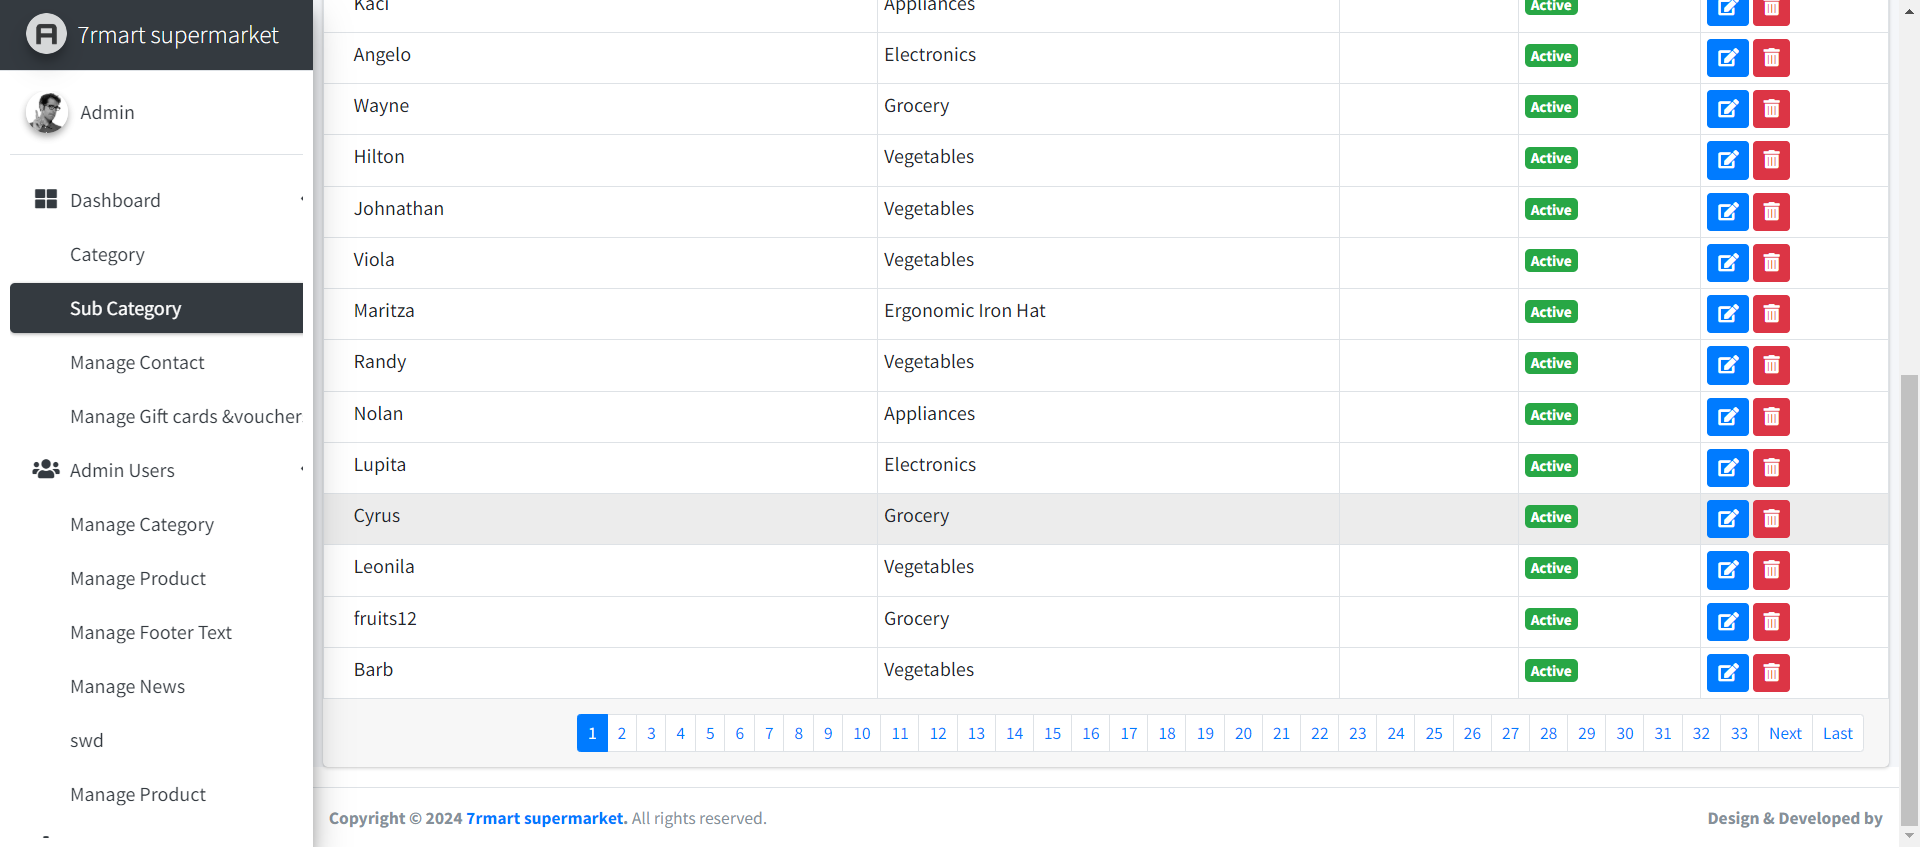 7rmart supermarket
Admin
Dashboard
Category
Sub Category
Manage Contact
Manage Gift cards &voucher
Admin Users
Manage Category
Manage Product
Manage Footer Text
Manage News
swd
Manage Product
Kaci Appliances Active
Angelo Electronics Active
Wayne Grocery Active
Hilton Vegetables Active
Johnathan Vegetables Active
Viola Vegetables Active
Maritza Ergonomic Iron Hat Active
Randy Vegetables Active
Nolan Appliances Active
Lupita Electronics Active
Cyrus Grocery Active
Leonila Vegetables Active
fruits12 Grocery Active
Barb Vegetables Active
1 2 3 4 5 6 7 8 9 10 11 12 13 14 15 16 17 18 19 20 21 22 23 24 25 26 27 28 29 30 31 32 33 Next Last
Copyright © 2024 7rmart supermarket. All rights reserved. Design & Developed by